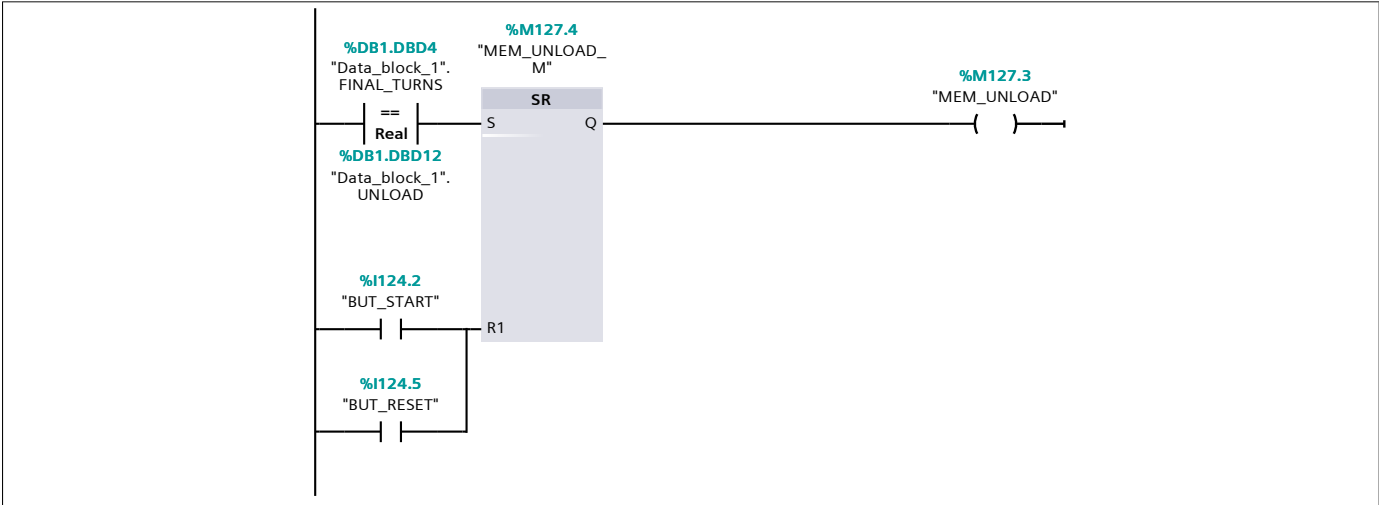 %M127.4
"MEM_UNLOAD_
M"
%DB1.DBD4
"Data_block_1".
FINAL_TURNS
%M127.3
"MEM_UNLOAD"
SR
==
Real
S
Q
%DB1.DBD12
"Data_block_1".
UNLOAD
%I124.2
"BUT_START"
R1
%I124.5
"BUT_RESET"